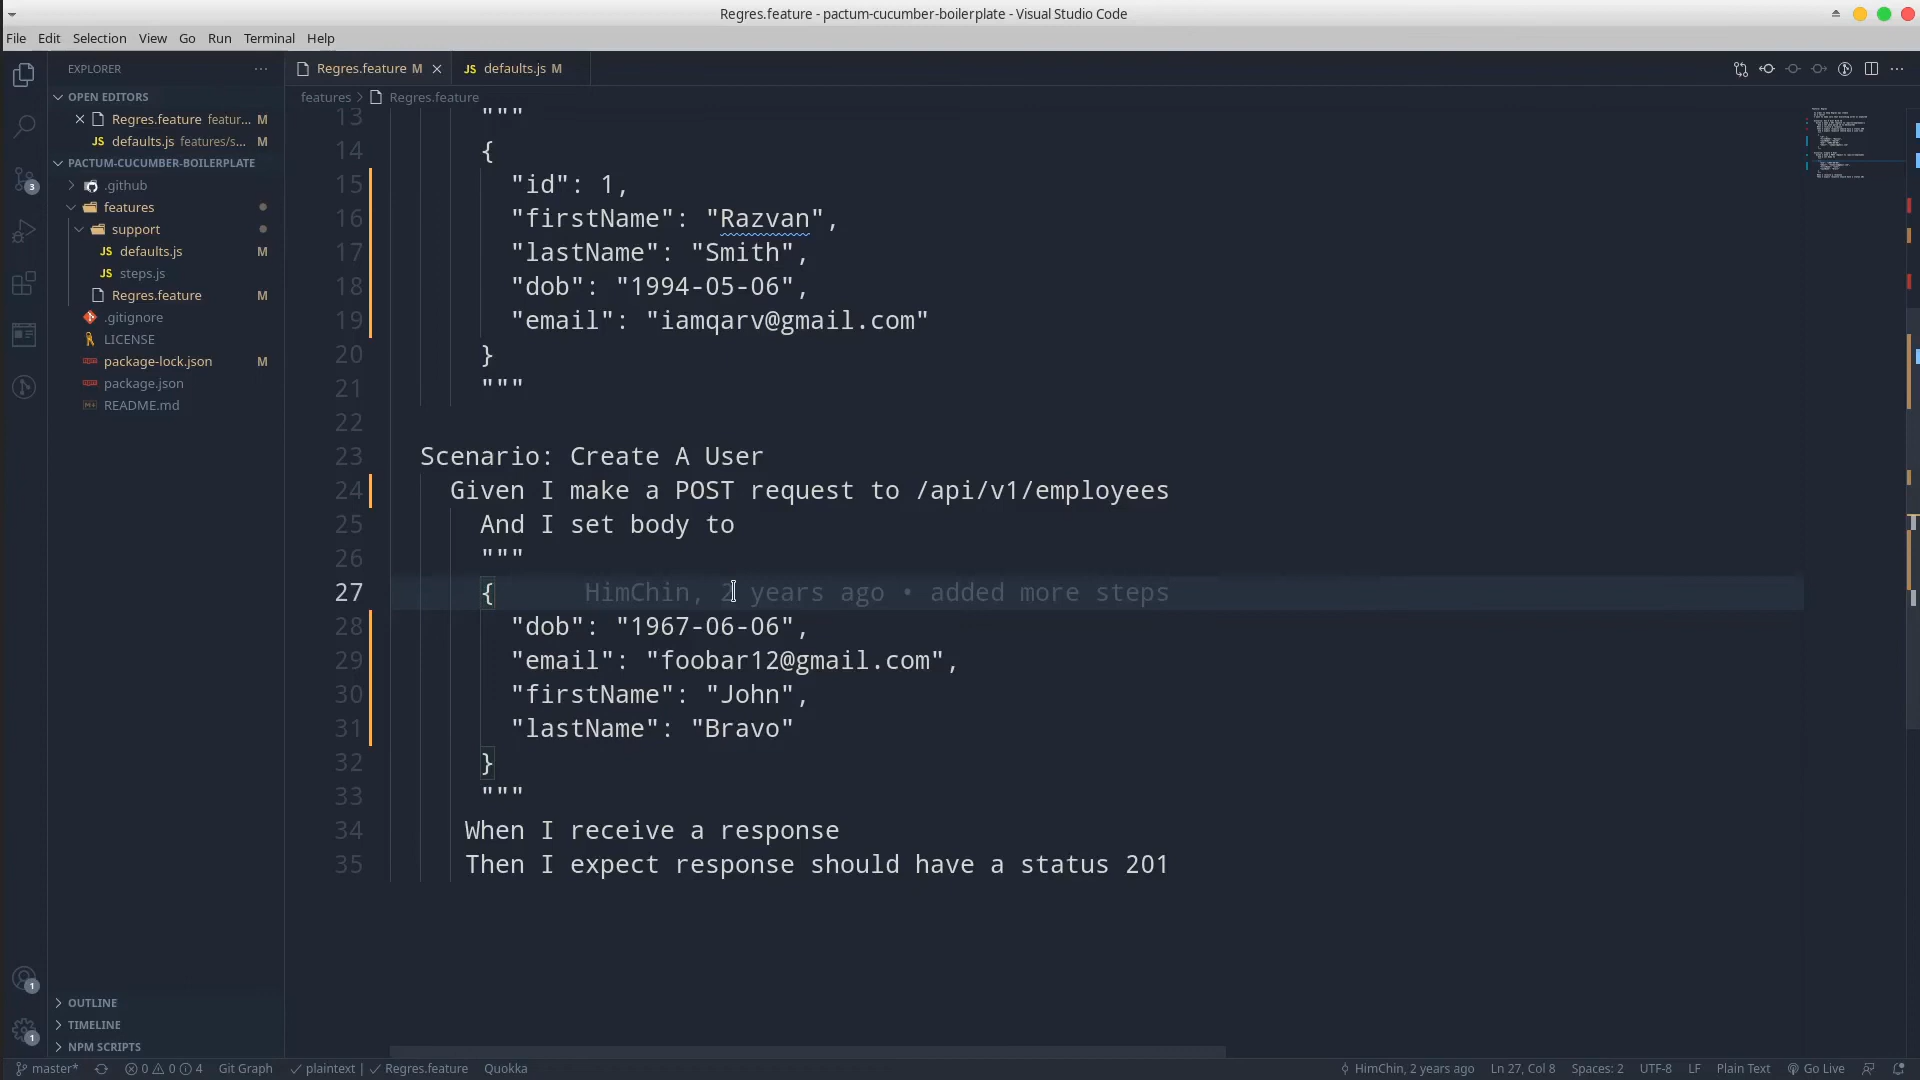 Regres.feature - pactum-cucumber-boilerplate - Visual Studio Code
File Edit Selection View Go Run Terminal Help
EXPLORER
OPEN EDITORS
Regres.feature featur... M
defaults.js features/s... M
PACTUM-CUCUMBER-BOILERPLATE
.github
features
support
JS defaults.js M
steps.js
Regres.feature M
.gitignore
LICENSE
package-lock.json M
package.json
README.md
OUTLINE
TIMELINE
NPM SCRIPTS
3
1
1
Regres.feature M
JS defaults.js M
features > Regres.feature
13 """
14 {
15 "id": 1,
16 "firstName": "Razvan",
17 "lastName": "Smith",
18 "dob": "1994-05-06",
19 "email": "iamqarv@gmail.com"
20 }
21 """
22
23 Scenario: Create A User
24 Given I make a POST request to /api/v1/employees
25 And I set body to
26 """
27 { HimChin, 2 years ago • added more steps
28 "dob": "1967-06-06",
29 "email": "foobar12@gmail.com",
30 "firstName": "John",
31 "lastName": "Bravo"
32 }
33 """
34 When I receive a response
35 Then I expect response should have a status 201
master* 0 0 4 Git Graph plaintext | Regres.feature Quokka HimChin, 2 years ago Ln 27, Col 8 Spaces: 2 UTF-8 LF Plain Text Go Live